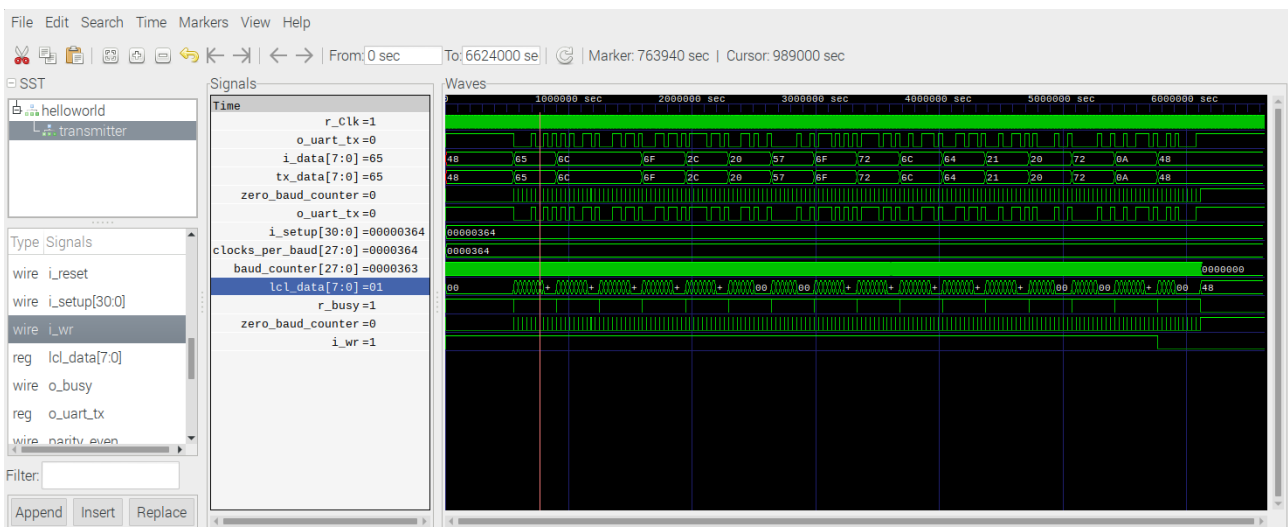 File Edit Search Time Markers View Help
From: 0 sec To: 6624000 se Marker: 763940 sec | Cursor: 989000 sec
SST
helloworld
transmitter
Type Signals
wire i_reset
wire i_setup[30:0]
wire i_wr
reg lcl_data[7:0]
wire o_busy
reg o_uart_tx
wire parity_even
Filter:
Append Insert Replace
Signals
Time
r_Clk=1
o_uart_tx=0
i_data[7:0]=65
tx_data[7:0]=65
zero_baud_counter=0
o_uart_tx=0
i_setup[30:0]=00000364
clocks_per_baud[27:0]=0000364
baud_counter[27:0]=0000363
lcl_data[7:0]=01
r_busy=1
zero_baud_counter=0
i_wr=1
Waves
0 1000000 sec 2000000 sec 3000000 sec 4000000 sec 5000000 sec 6000000 sec
48 65 6C 6F 2C 20 57 6F 72 6C 64 21 20 72 0A 48
48 65 6C 6F 2C 20 57 6F 72 6C 64 21 20 72 0A 48
00000364
0000364
0000000
00 + + + + + 00 00 + + + + + 00 00 + 00 48